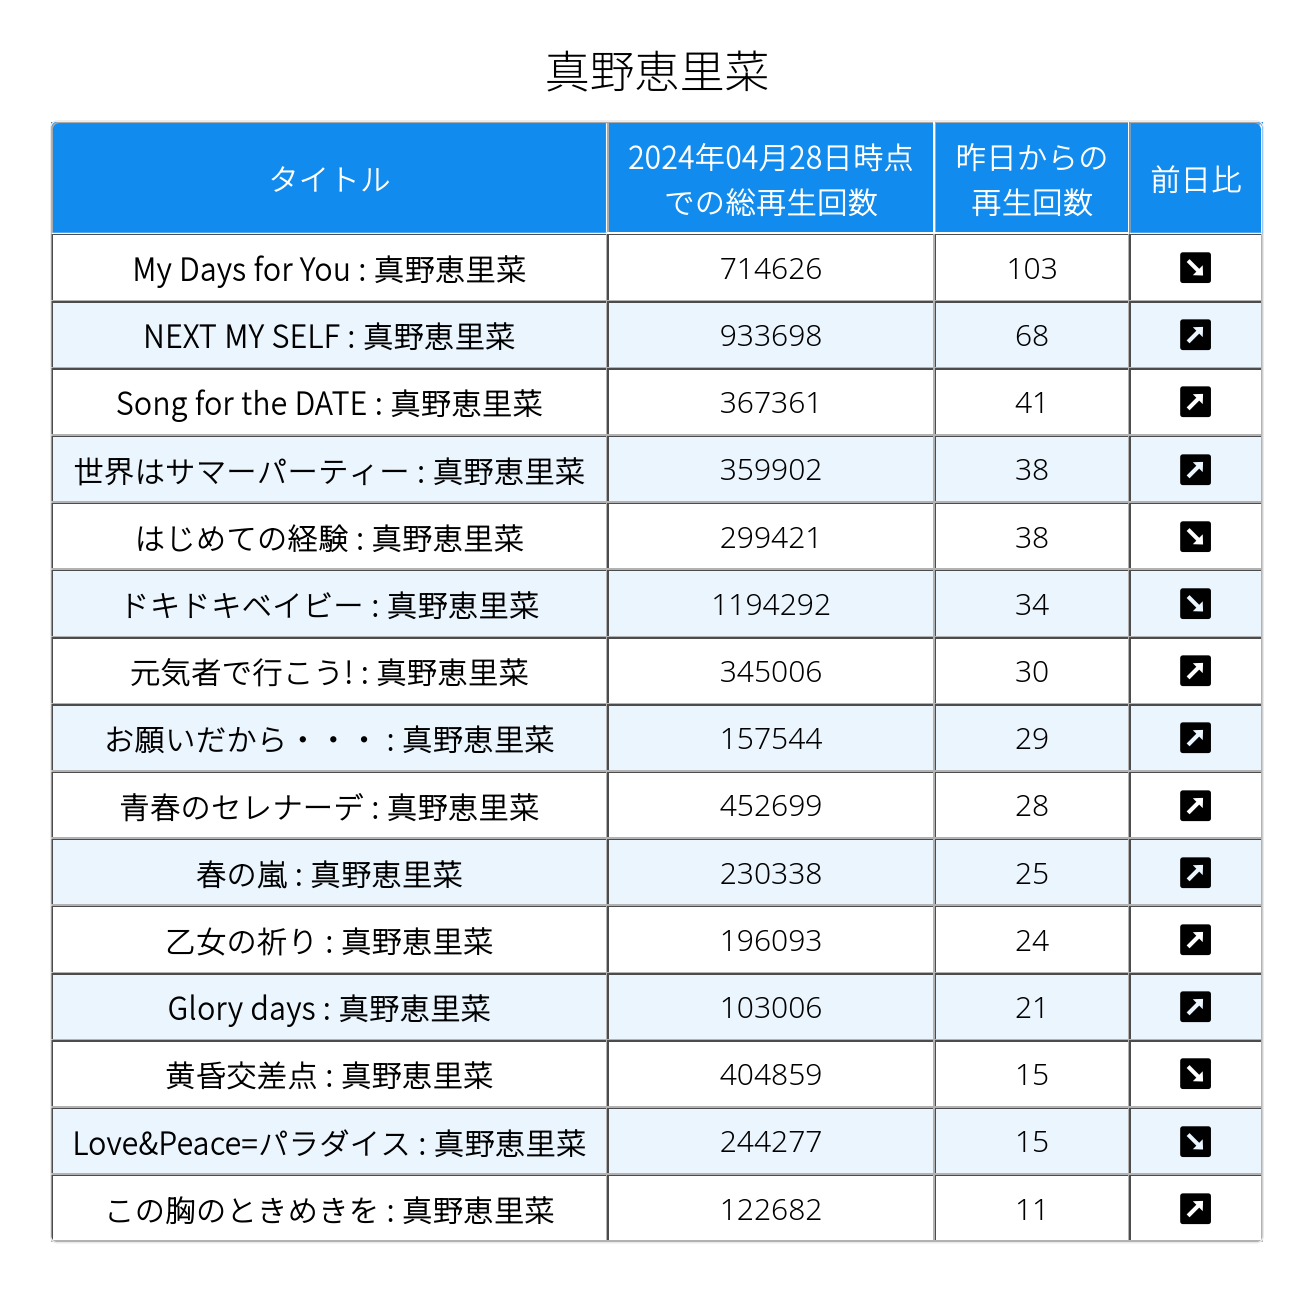 真野恵里菜
タイトル
2024年04月28日時点
での総再生回数
昨日からの
再生回数
前日比
My Days for You : 真野恵里菜 714626 103 ↘
NEXT MY SELF : 真野恵里菜 933698 68 ↗
Song for the DATE : 真野恵里菜 367361 41 ↗
世界はサマーパーティー : 真野恵里菜 359902 38 ↗
はじめての経験 : 真野恵里菜 299421 38 ↘
ドキドキベイビー : 真野恵里菜 1194292 34 ↘
元気者で行こう! : 真野恵里菜 345006 30 ↗
お願いだから・・・ : 真野恵里菜 157544 29 ↗
青春のセレナーデ : 真野恵里菜 452699 28 ↗
春の嵐 : 真野恵里菜 230338 25 ↗
乙女の祈り : 真野恵里菜 196093 24 ↗
Glory days : 真野恵里菜 103006 21 ↗
黄昏交差点 : 真野恵里菜 404859 15 ↘
Love&Peace=パラダイス : 真野恵里菜 244277 15 ↘
この胸のときめきを : 真野恵里菜 122682 11 ↗